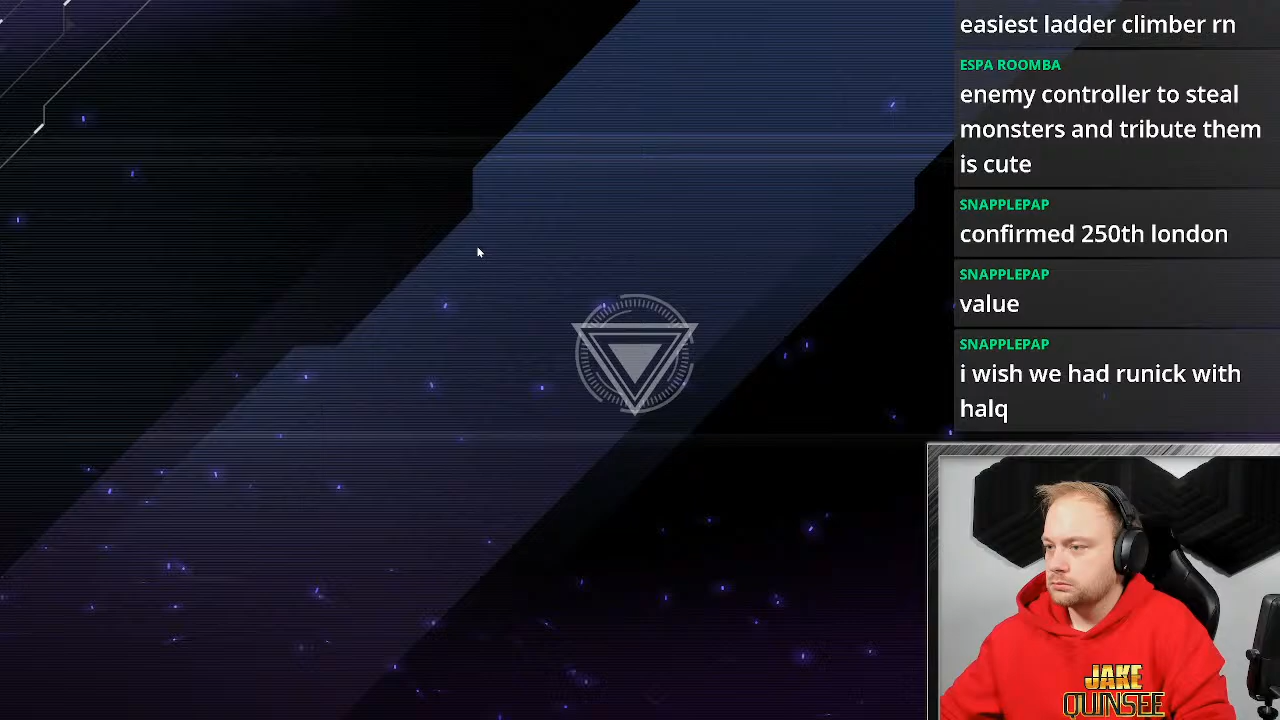 easiest ladder climber rn
ESPA ROOMBA
enemy controller to steal
monsters and tribute them
is cute
SNAPPLEPAP
confirmed 250th london
SNAPPLEPAP
value
SNAPPLEPAP
i wish we had runick with
halq
JAKE
QUINSEE